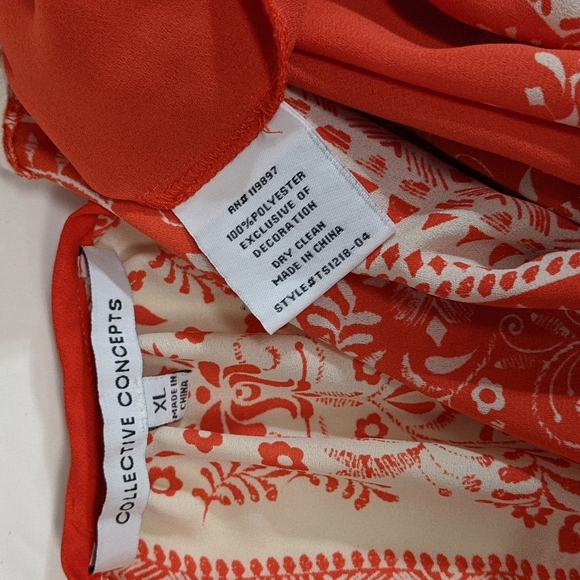 RN# 119897
100%POLYESTER
EXCLUSIVE OF
DECORATION
DRY CLEAN
MADE IN CHINA
STYLE#TS1218-04
COLLECTIVE CONCEPTS
XL
MADE IN
CHINA